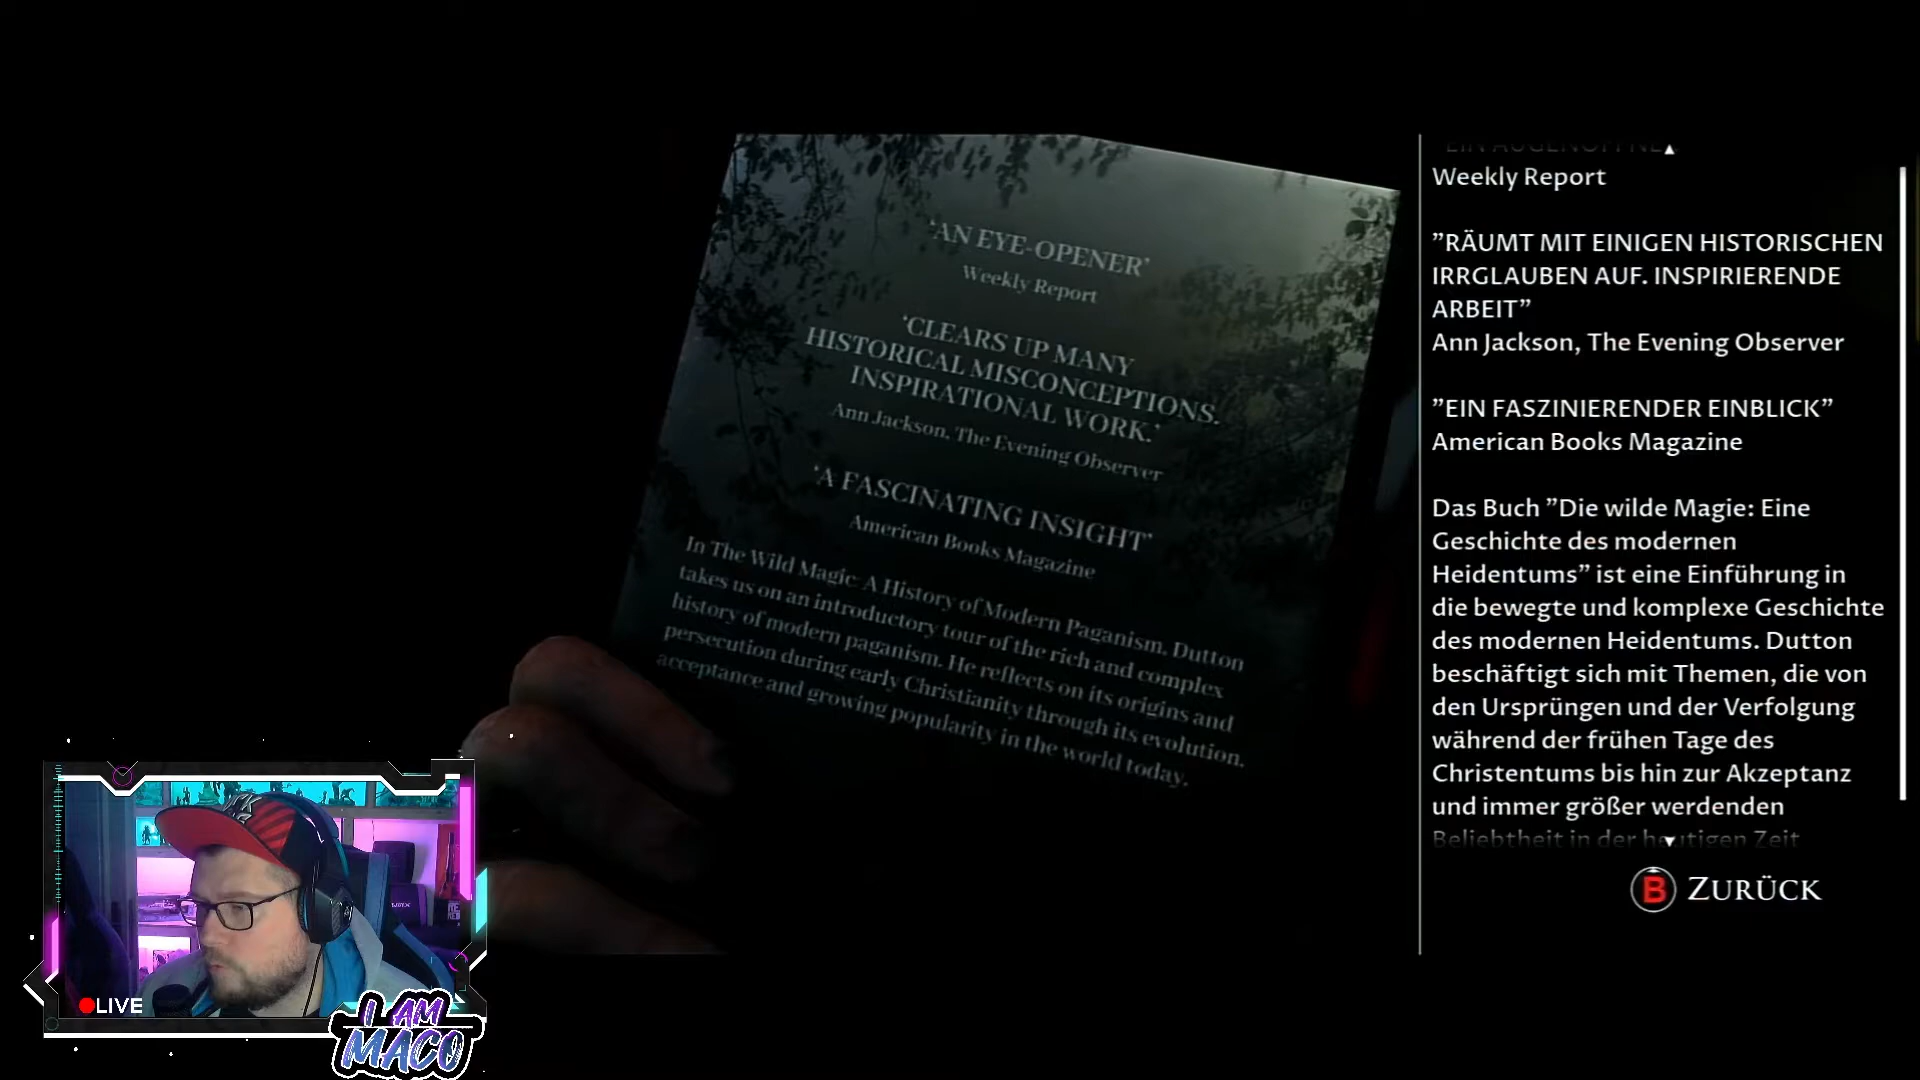 'AN EYE-OPENER'
Weekly Report
'CLEARS UP MANY
HISTORICAL MISCONCEPTIONS.
INSPIRATIONAL WORK.'
Ann Jackson, The Evening Observer
'A FASCINATING INSIGHT'
American Books Magazine
In The Wild Magic: A History of Modern Paganism. Dutton
takes us on an introductory tour of the rich and complex
history of modern paganism. He reflects on its origins and
persecution during early Christianity through its evolution.
acceptance and growing popularity in the world today.
Weekly Report
"RÄUMT MIT EINIGEN HISTORISCHEN
IRRGLAUBEN AUF. INSPIRIERENDE
ARBEIT"
Ann Jackson, The Evening Observer
"EIN FASZINIERENDER EINBLICK"
American Books Magazine
Das Buch "Die wilde Magie: Eine
Geschichte des modernen
Heidentums" ist eine Einführung in
die bewegte und komplexe Geschichte
des modernen Heidentums. Dutton
beschäftigt sich mit Themen, die von
den Ursprüngen und der Verfolgung
während der frühen Tage des
Christentums bis hin zur Akzeptanz
und immer größer werdenden
Beliebtheit in der heutigen Zeit
B ZURÜCK
LIVE
I AM
MACO